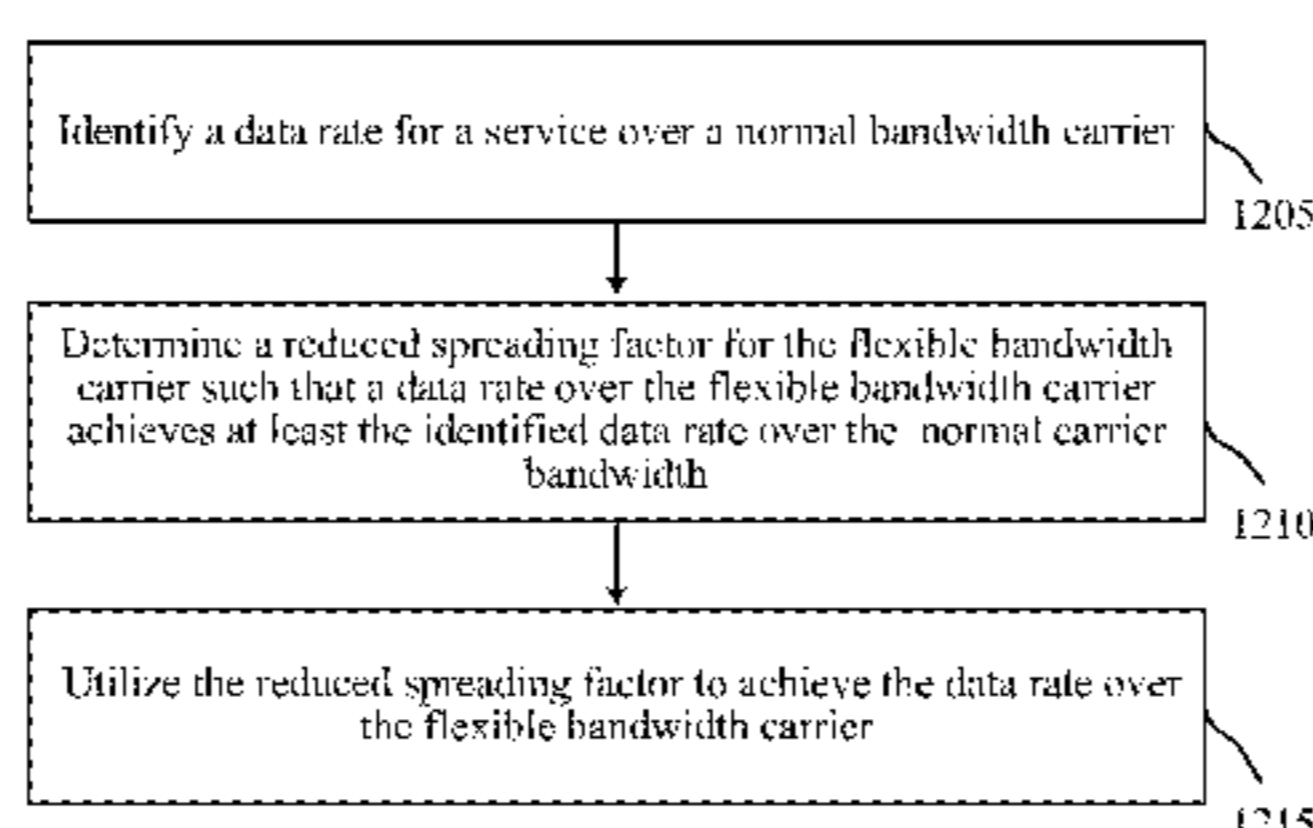 Identify a data rate for a service over a normal bandwidth carrier
1205
Determine a reduced spreading factor for the flexible bandwidth
carrier such that a data rate over the flexible bandwidth carrier
achieves at least the identified data rate over the normal carrier
bandwidth
1210
Utilize the reduced spreading factor to achieve the data rate over
the flexible bandwidth carrier
1215